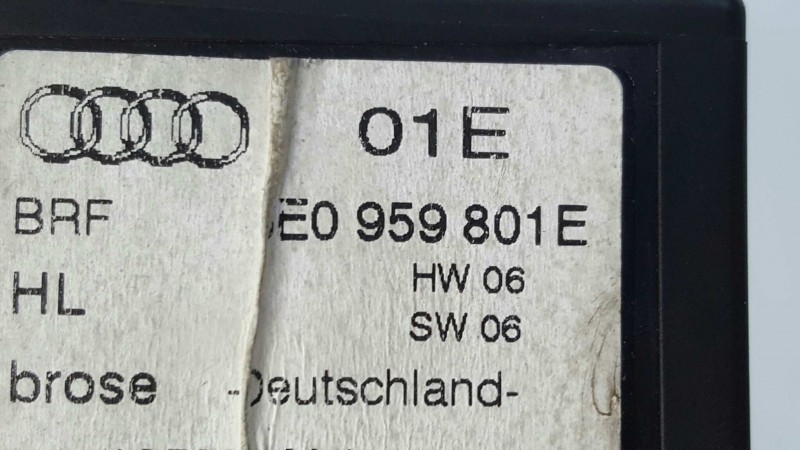 01E
BRF E0 959 801E
HL HW 06
SW 06
brose -Deutschland-